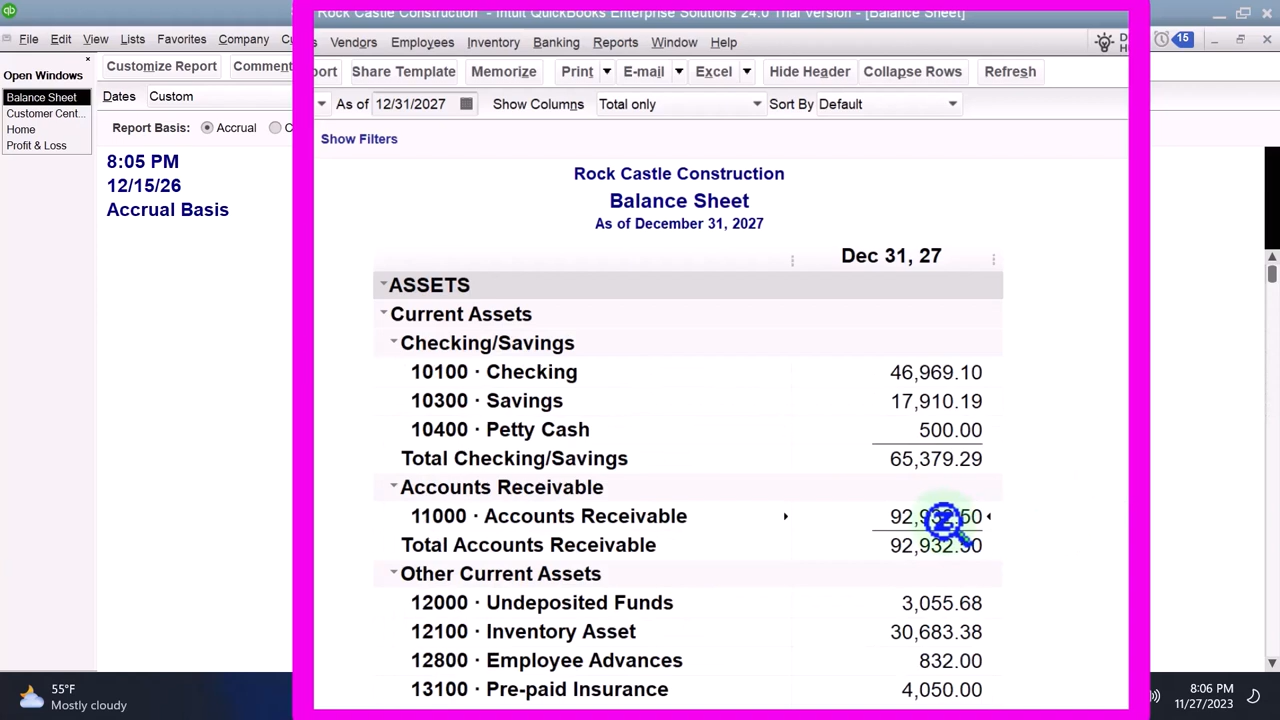 Rock Castle Construction - Intuit QuickBooks Enterprise Solutions 24.0 Trial Version - [Balance Sheet]
File Edit View Lists Favorites Company
Vendors Employees Inventory Banking Reports Window Help
15
Open Windows
Balance Sheet
Customer Cent...
Home
Profit & Loss
Customize Report
Share Template Memorize Print E-mail Excel Hide Header Collapse Rows Refresh
Dates Custom
As of 12/31/2027 Show Columns Total only Sort By Default
Report Basis: Accrual
Show Filters
8:05 PM
12/15/26
Accrual Basis
Rock Castle Construction
Balance Sheet
As of December 31, 2027
Dec 31, 27
ASSETS
Current Assets
Checking/Savings
10100 · Checking 46,969.10
10300 · Savings 17,910.19
10400 · Petty Cash 500.00
Total Checking/Savings 65,379.29
Accounts Receivable
11000 · Accounts Receivable 92,932.50
Total Accounts Receivable 92,932.50
Other Current Assets
12000 · Undeposited Funds 3,055.68
12100 · Inventory Asset 30,683.38
12800 · Employee Advances 832.00
13100 · Pre-paid Insurance 4,050.00
55°F
Mostly cloudy
8:06 PM
11/27/2023